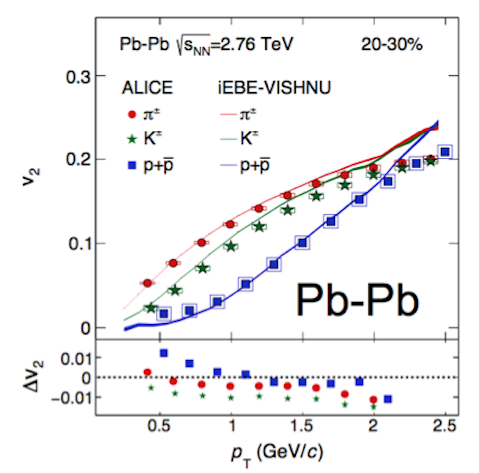 Pb-Pb √sNN=2.76 TeV 20-30%
ALICE iEBE-VISHNU
π± π±
K± K±
p+p̅ p+p̅
v2
0.3
0.2
0.1
0
Pb-Pb
Δv2
0.01
0
−0.01
0.5 1 1.5 2 2.5
pT (GeV/c)